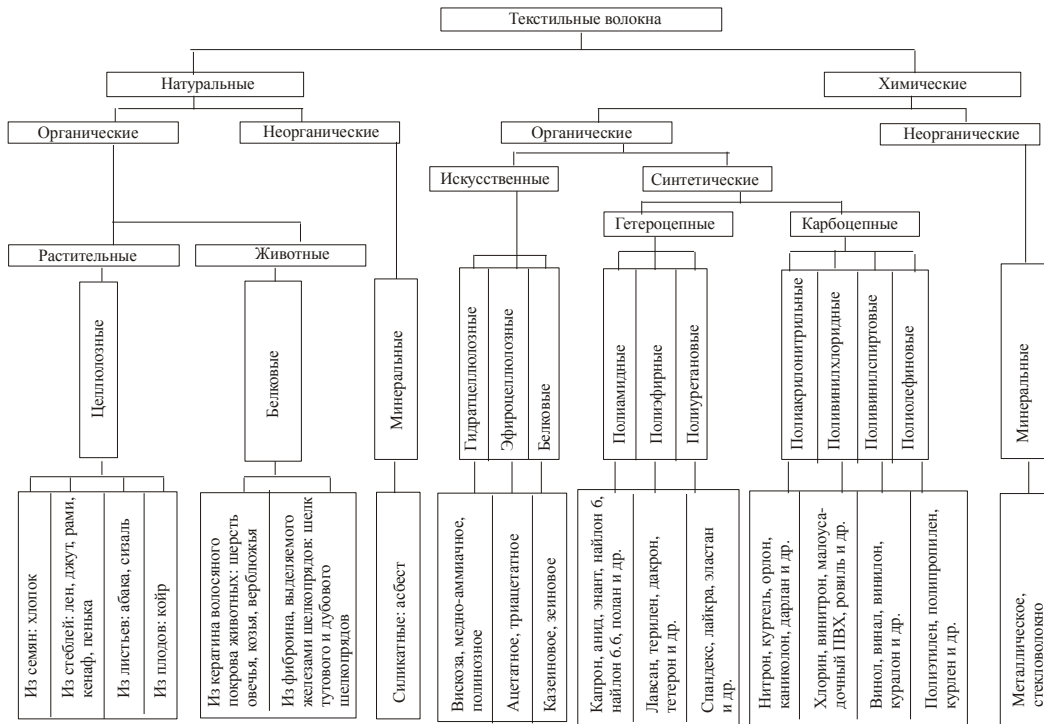 Текстильные волокна
Натуральные
Химические
Органические
Неорганические
Органические
Неорганические
Искусственные
Синтетические
Гетероцепные
Карбоцепные
Растительные
Животные
Целлюлозные
Белковые
Минеральные
Гидратцеллюлозные
Эфироцеллюлозные
Белковые
Полиамидные
Полиэфирные
Полиуретановые
Полиакрилонитрильные
Поливинилхлоридные
Поливинилспиртовые
Полиолефиновые
Минеральные
Из семян: хлопок
Из стеблей: лен, джут, рами,
кенаф, пенька
Из листьев: абака, сизаль
Из плодов: койр
Из кератина волосяного
покрова животных: шерсть
овечья, козья, верблюжья
Из фиброина, выделяемого
железами шелкопрядов: шелк
тутового и дубового
шелкопрядов
Силикатные: асбест
Вискоза, медно-аммиачное,
полинозное
Ацетатное, триацетатное
Казеиновое, зеиновое
Капрон, анид, энант, найлон 6,
найлон 6.6, полан и др.
Лавсан, терилен, дакрон,
тетерон и др.
Спандекс, лайкра, эластан
и др.
Нитрон, куртель, орлон,
каниколон, дарлан и др.
Хлорин, винитрон, малоуса-
дочный ПВХ, ровиль и др.
Винол, винал, винилон,
куралон и др.
Полиэтилен, полипропилен,
курлен и др.
Металлическое,
стекловолокно